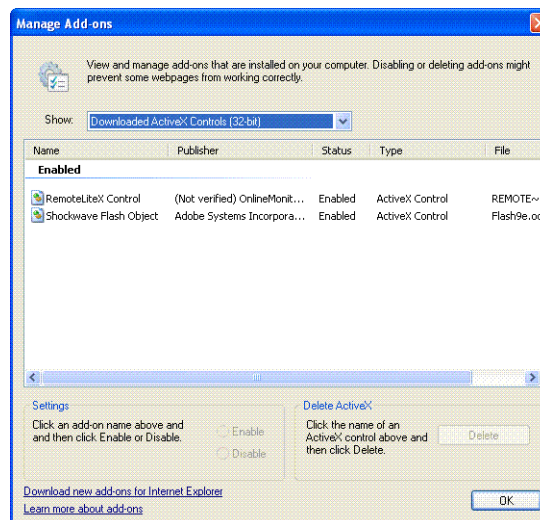 Manage Add-ons
View and manage add-ons that are installed on your computer. Disabling or deleting add-ons might
prevent some webpages from working correctly.
Show: Downloaded ActiveX Controls (32-bit)
Name Publisher Status Type File
Enabled
RemoteLiteX Control (Not verified) OnlineMonit... Enabled ActiveX Control REMOTE~
Shockwave Flash Object Adobe Systems Incorpora... Enabled ActiveX Control Flash9e.oc
Settings
Click an add-on name above and
and then click Enable or Disable.
Enable
Disable
Delete ActiveX
Click the name of an
ActiveX control above and
then click Delete.
Delete
Download new add-ons for Internet Explorer
Learn more about add-ons
OK